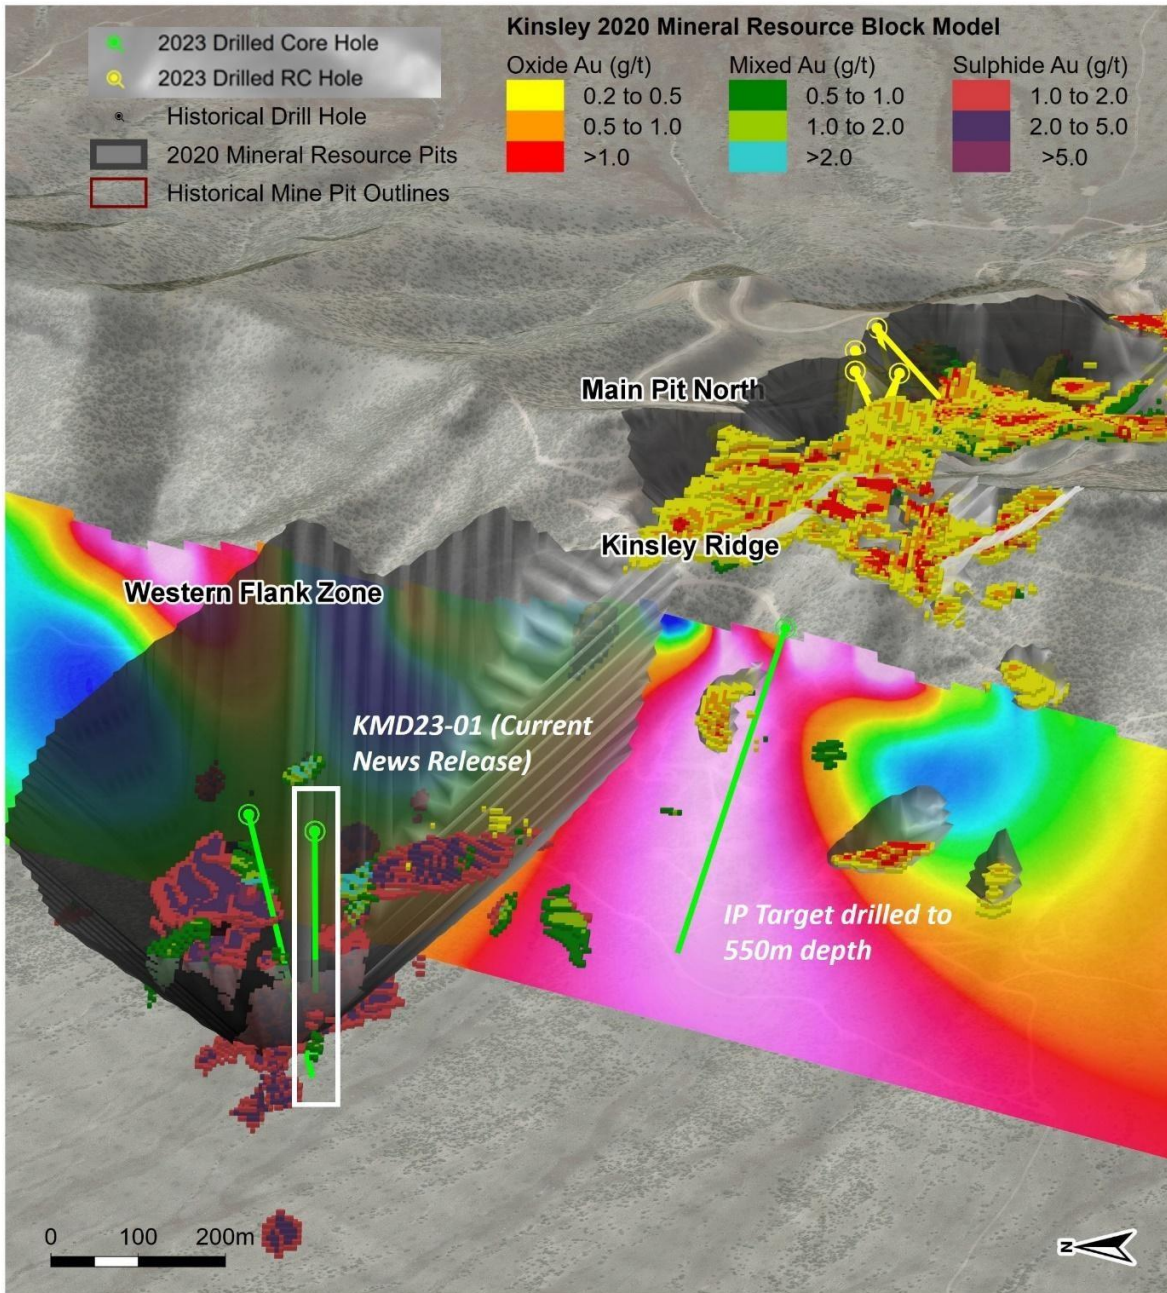 2023 Drilled Core Hole
2023 Drilled RC Hole
Historical Drill Hole
2020 Mineral Resource Pits
Historical Mine Pit Outlines
Kinsley 2020 Mineral Resource Block Model
Oxide Au (g/t)
0.2 to 0.5
0.5 to 1.0
>1.0
Mixed Au (g/t)
0.5 to 1.0
1.0 to 2.0
>2.0
Sulphide Au (g/t)
1.0 to 2.0
2.0 to 5.0
>5.0
Main Pit North
Kinsley Ridge
Western Flank Zone
KMD23-01 (Current
News Release)
IP Target drilled to
550m depth
0 100 200m
N